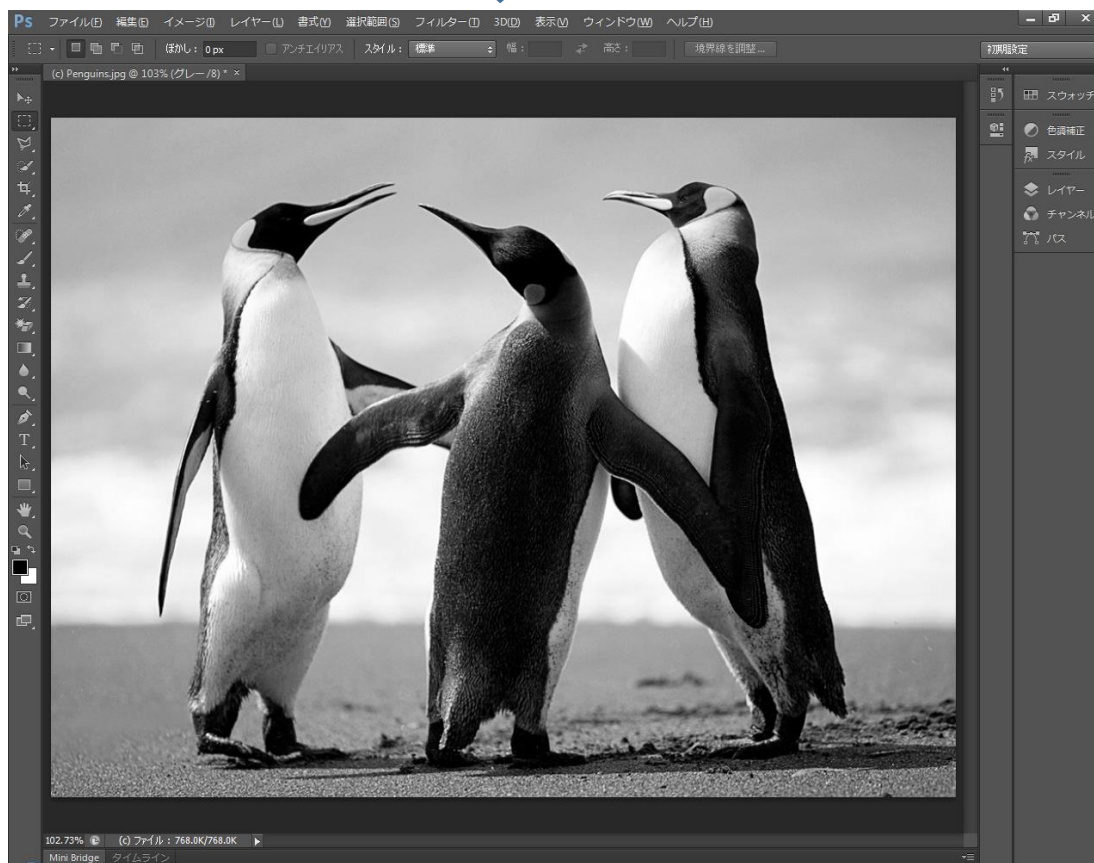 Ps ファイル(F) 編集(E) イメージ(I) レイヤー(L) 書式(Y) 選択範囲(S) フィルター(T) 3D(D) 表示(V) ウィンドウ(W) ヘルプ(H)
ぼかし : 0 px アンチエイリアス スタイル : 標準 幅 : 高さ : 境界線を調整... 初期設定
(c) Penguins.jpg @ 103% (グレー/8) * ×
スウォッチ
色調補正
スタイル
レイヤー
チャンネル
パス
102.73% (c) ファイル : 768.0K/768.0K
Mini Bridge タイムライン